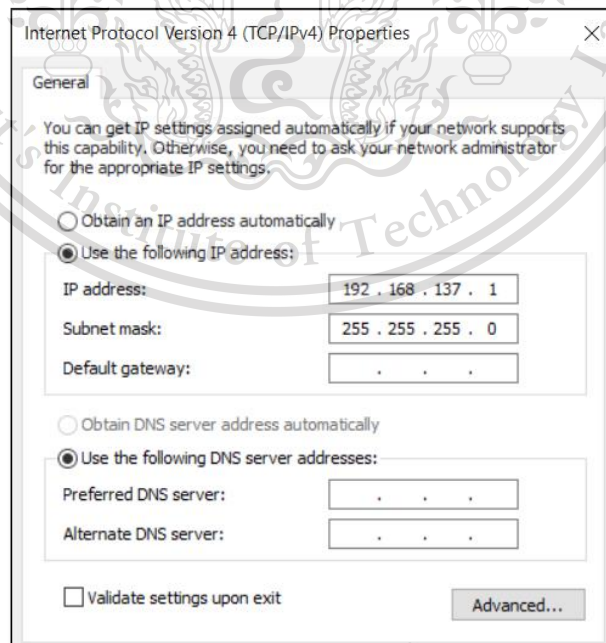 Internet Protocol Version 4 (TCP/IPv4) Properties
General
You can get IP settings assigned automatically if your network supports
this capability. Otherwise, you need to ask your network administrator
for the appropriate IP settings.
Obtain an IP address automatically
Use the following IP address:
IP address: 192 . 168 . 137 . 1
Subnet mask: 255 . 255 . 255 . 0
Default gateway: . . .
Obtain DNS server address automatically
Use the following DNS server addresses:
Preferred DNS server: . . .
Alternate DNS server: . . .
Validate settings upon exit
Advanced...
Institute of Technology